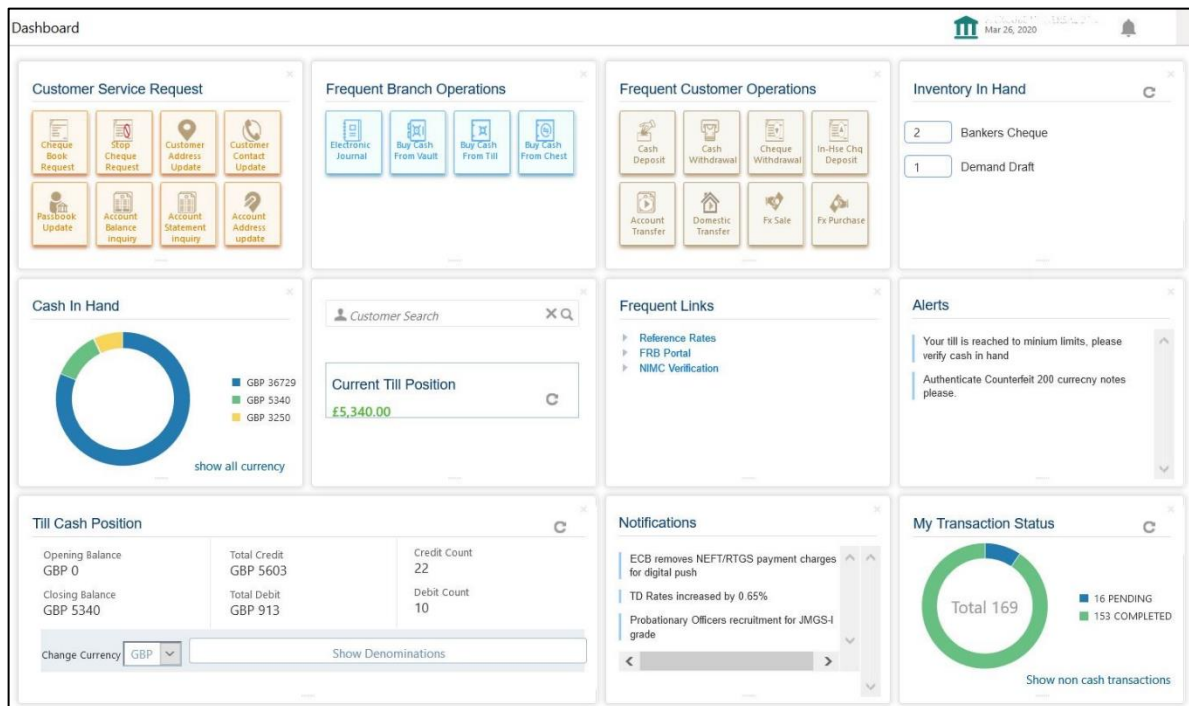 Dashboard
Mar 26, 2020
Customer Service Request
Cheque
Book
Request
Stop
Cheque
Request
Customer
Address
Update
Customer
Contact
Update
Passbook
Update
Account
Balance
inquiry
Account
Statement
inquiry
Account
Address
update
Frequent Branch Operations
Electronic
Journal
Buy Cash
From Vault
Buy Cash
From Till
Buy Cash
From Chest
Frequent Customer Operations
Cash
Deposit
Cash
Withdrawal
Cheque
Withdrawal
In-Hse Chq
Deposit
Account
Transfer
Domestic
Transfer
Fx Sale
Fx Purchase
Inventory In Hand
2 Bankers Cheque
1 Demand Draft
Cash In Hand
GBP 36729
GBP 5340
GBP 3250
show all currency
Customer Search
Current Till Position
£5,340.00
Frequent Links
Reference Rates
FRB Portal
NIMC Verification
Alerts
Your till is reached to minium limits, please
verify cash in hand
Authenticate Counterfeit 200 currecny notes
please.
Till Cash Position
Opening Balance
GBP 0
Closing Balance
GBP 5340
Total Credit
GBP 5603
Total Debit
GBP 913
Credit Count
22
Debit Count
10
Change Currency GBP
Show Denominations
Notifications
ECB removes NEFT/RTGS payment charges
for digital push
TD Rates increased by 0.65%
Probationary Officers recruitment for JMGS-I
grade
My Transaction Status
Total 169
16 PENDING
153 COMPLETED
Show non cash transactions